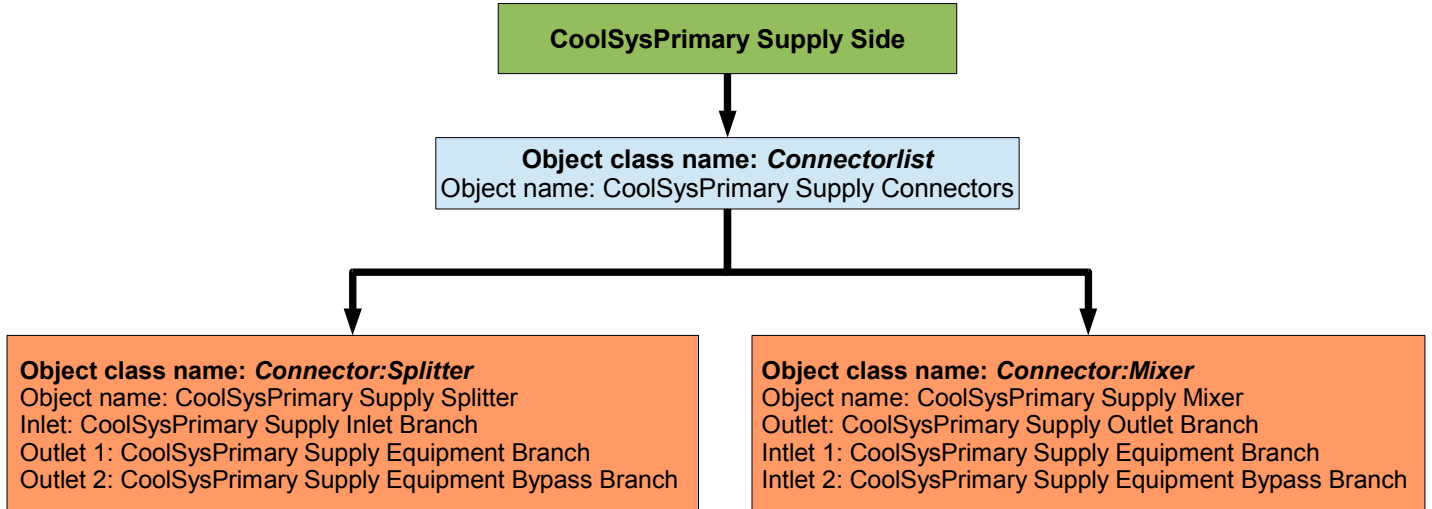 CoolSysPrimary Supply Side
Object class name: Connectorlist
Object name: CoolSysPrimary Supply Connectors
Object class name: Connector:Splitter
Object name: CoolSysPrimary Supply Splitter
Inlet: CoolSysPrimary Supply Inlet Branch
Outlet 1: CoolSysPrimary Supply Equipment Branch
Outlet 2: CoolSysPrimary Supply Equipment Bypass Branch
Object class name: Connector:Mixer
Object name: CoolSysPrimary Supply Mixer
Outlet: CoolSysPrimary Supply Outlet Branch
Intlet 1: CoolSysPrimary Supply Equipment Branch
Intlet 2: CoolSysPrimary Supply Equipment Bypass Branch